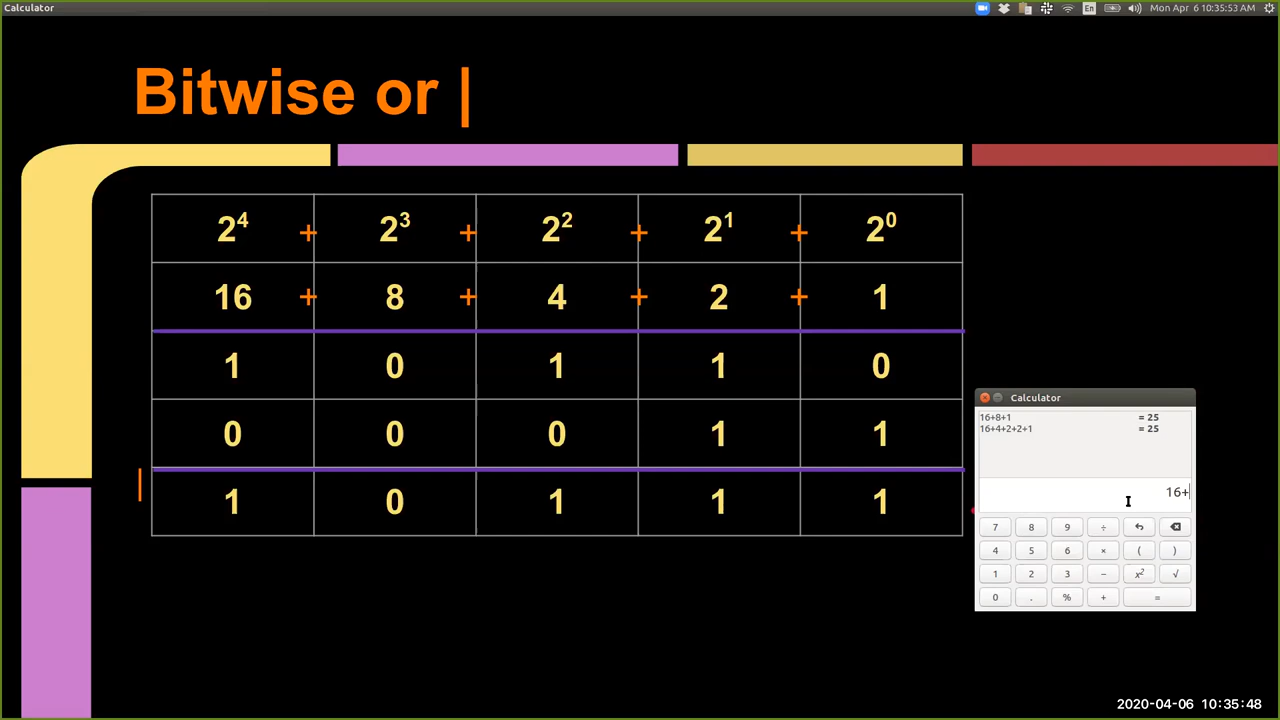 Calculator
En
Mon Apr 6 10:35:53 AM
Bitwise or |
2⁴ + 2³ + 2² + 2¹ + 2⁰
16 + 8 + 4 + 2 + 1
1 0 1 1 0
0 0 0 1 1
|
1 0 1 1 1
Calculator
16+8+1 = 25
16+4+2+2+1 = 25
16+
7 8 9 ÷
4 5 6 × ( )
1 2 3 − x² √
0 . % + =
2020-04-06 10:35:48